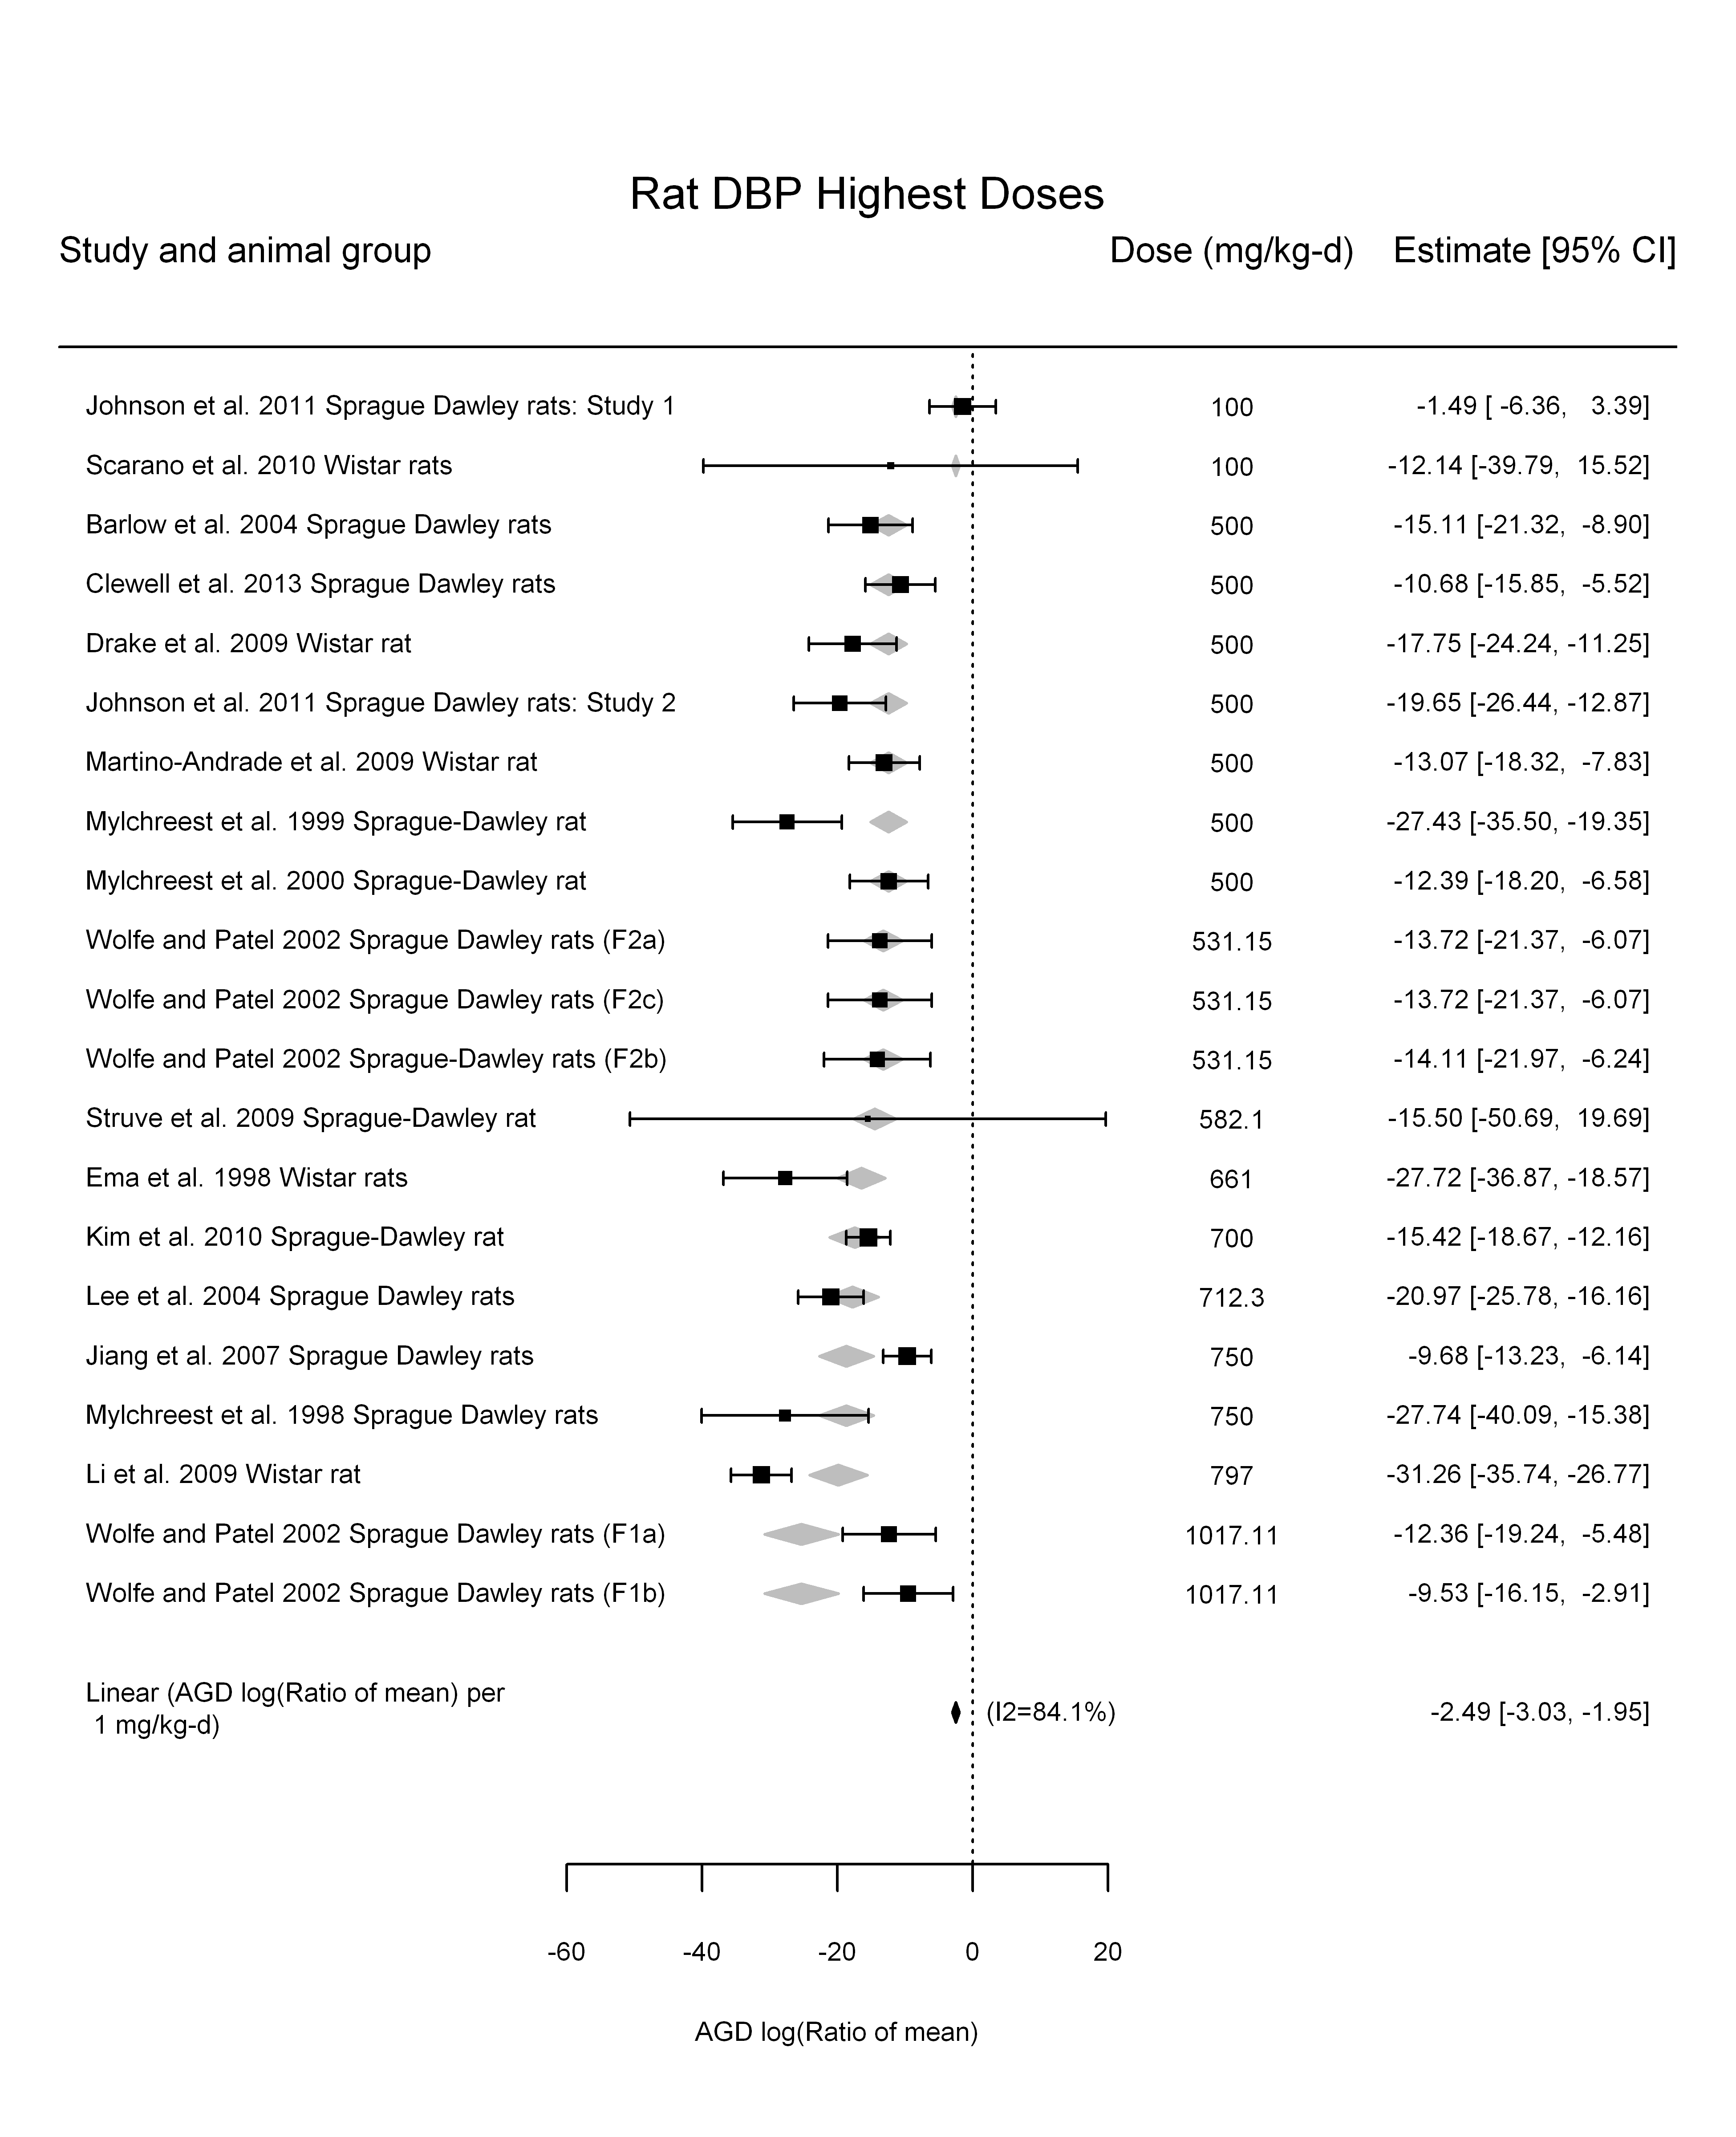 Rat DBP Highest Doses
Study and animal group Dose (mg/kg-d) Estimate [95% CI]
Johnson et al. 2011 Sprague Dawley rats: Study 1 100 -1.49 [ -6.36, 3.39]
Scarano et al. 2010 Wistar rats 100 -12.14 [-39.79, 15.52]
Barlow et al. 2004 Sprague Dawley rats 500 -15.11 [-21.32, -8.90]
Clewell et al. 2013 Sprague Dawley rats 500 -10.68 [-15.85, -5.52]
Drake et al. 2009 Wistar rat 500 -17.75 [-24.24, -11.25]
Johnson et al. 2011 Sprague Dawley rats: Study 2 500 -19.65 [-26.44, -12.87]
Martino-Andrade et al. 2009 Wistar rat 500 -13.07 [-18.32, -7.83]
Mylchreest et al. 1999 Sprague-Dawley rat 500 -27.43 [-35.50, -19.35]
Mylchreest et al. 2000 Sprague-Dawley rat 500 -12.39 [-18.20, -6.58]
Wolfe and Patel 2002 Sprague Dawley rats (F2a) 531.15 -13.72 [-21.37, -6.07]
Wolfe and Patel 2002 Sprague Dawley rats (F2c) 531.15 -13.72 [-21.37, -6.07]
Wolfe and Patel 2002 Sprague-Dawley rats (F2b) 531.15 -14.11 [-21.97, -6.24]
Struve et al. 2009 Sprague-Dawley rat 582.1 -15.50 [-50.69, 19.69]
Ema et al. 1998 Wistar rats 661 -27.72 [-36.87, -18.57]
Kim et al. 2010 Sprague-Dawley rat 700 -15.42 [-18.67, -12.16]
Lee et al. 2004 Sprague Dawley rats 712.3 -20.97 [-25.78, -16.16]
Jiang et al. 2007 Sprague Dawley rats 750 -9.68 [-13.23, -6.14]
Mylchreest et al. 1998 Sprague Dawley rats 750 -27.74 [-40.09, -15.38]
Li et al. 2009 Wistar rat 797 -31.26 [-35.74, -26.77]
Wolfe and Patel 2002 Sprague Dawley rats (F1a) 1017.11 -12.36 [-19.24, -5.48]
Wolfe and Patel 2002 Sprague Dawley rats (F1b) 1017.11 -9.53 [-16.15, -2.91]
Linear (AGD log(Ratio of mean) per
1 mg/kg-d) (I2=84.1%) -2.49 [-3.03, -1.95]
-60 -40 -20 0 20
AGD log(Ratio of mean)